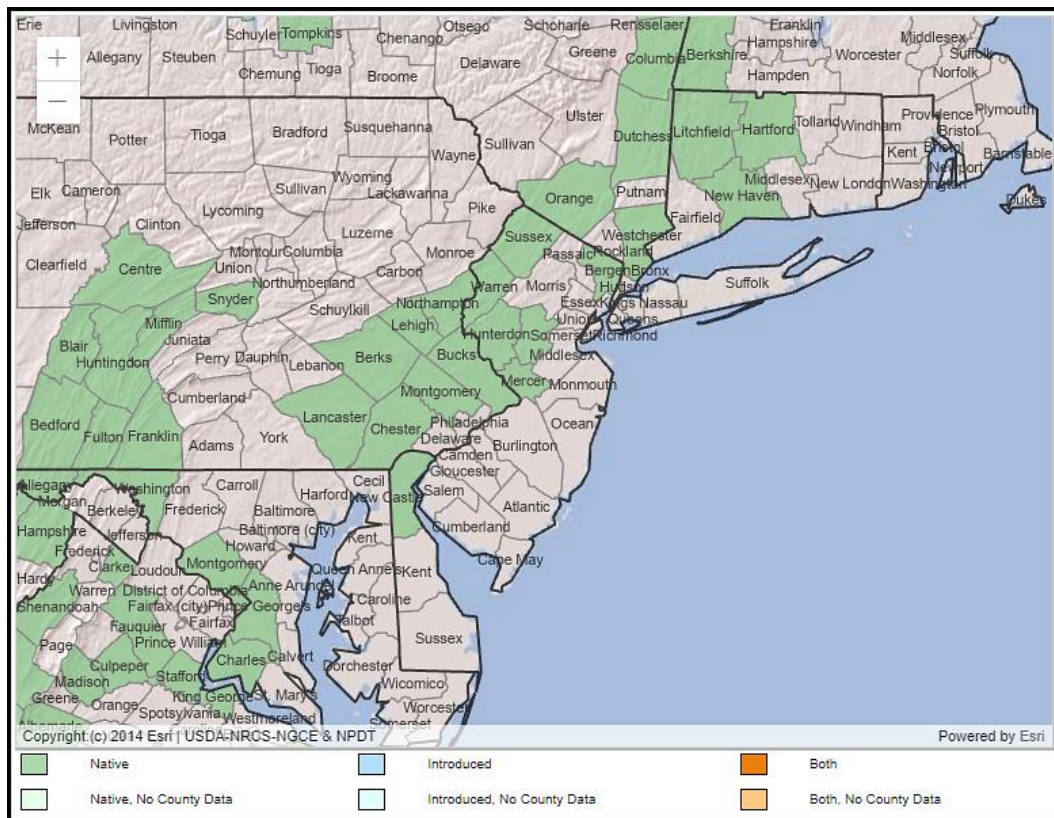 Erie Livingston Schuyler Tompkins Chenango Otsego Schoharie Rensselaer Franklin Middlesex
Allegany Steuben Chemung Tioga Broome Delaware Greene Columbia Berkshire Hampshire Worcester Suffolk
Hampden Norfolk
McKean Potter Tioga Bradford Susquehanna Wayne Sullivan Ulster Dutchess Litchfield Hartford Tolland Windham Providence Bristol Plymouth
Kent Bristol Barnstable
Elk Cameron Sullivan Wyoming Lackawanna Pike Orange Putnam New Haven Middlesex New London Washington Newport
Jefferson Clinton Lycoming Luzerne Monroe Sussex Westchester Fairfield Dukes
Clearfield Centre Union Montour Columbia Northumberland Carbon Warren Passaic Rockland Morris Bergen Bronx Suffolk
Snyder Schuylkill Northampton Essex Hudson Kings Nassau
Mifflin Juniata Lehigh Hunterdon Somerset Union Queens Richmond
Blair Huntingdon Perry Dauphin Lebanon Berks Bucks Middlesex
Cumberland Montgomery Mercer Monmouth
Bedford Fulton Franklin Adams York Lancaster Chester Philadelphia Delaware Burlington Ocean
Camden
Gloucester
Allegany Morgan Washington Carroll Harford Cecil New Castle Salem Atlantic
Berkeley Frederick Baltimore
Hampshire Jefferson Baltimore (city) Kent Cumberland
Frederick Howard Cape May
Hardy Clarke Loudoun Montgomery Queen Anne's Kent
Warren District of Columbia Anne Arundel
Shenandoah Fairfax (city) Prince George's Caroline
Fauquier Fairfax Talbot
Page Prince William Sussex
Culpeper Charles Calvert Dorchester
Madison Stafford Wicomico
Greene Orange King George St. Mary's Worcester
Spotsylvania Westmoreland Somerset
Albemarle
Copyright:(c) 2014 Esri | USDA-NRCS-NGCE & NPDT Powered by Esri
Native Introduced Both
Native, No County Data Introduced, No County Data Both, No County Data